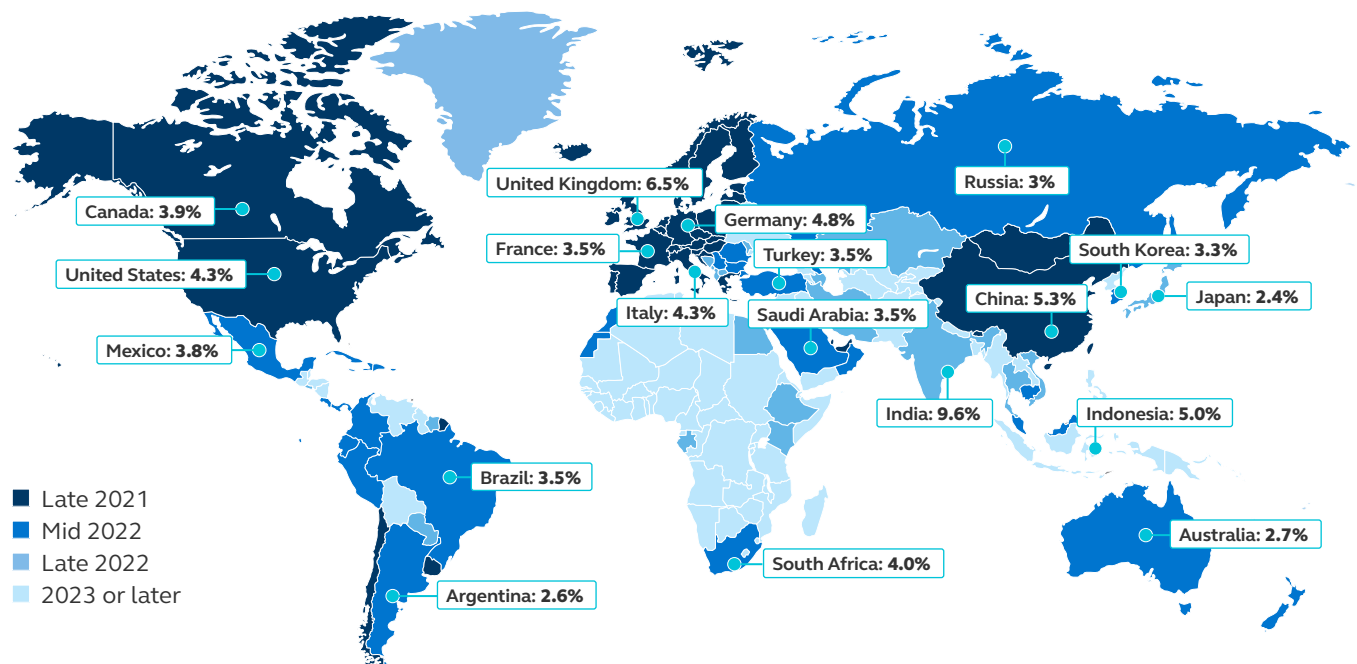 United Kingdom: 6.5%
Russia: 3%
Canada: 3.9%
Germany: 4.8%
France: 3.5%
Turkey: 3.5%
South Korea: 3.3%
United States: 4.3%
China: 5.3%
Japan: 2.4%
Italy: 4.3%
Saudi Arabia: 3.5%
Mexico: 3.8%
India: 9.6%
Indonesia: 5.0%
Brazil: 3.5%
Late 2021
Mid 2022
Late 2022
2023 or later
Australia: 2.7%
South Africa: 4.0%
Argentina: 2.6%